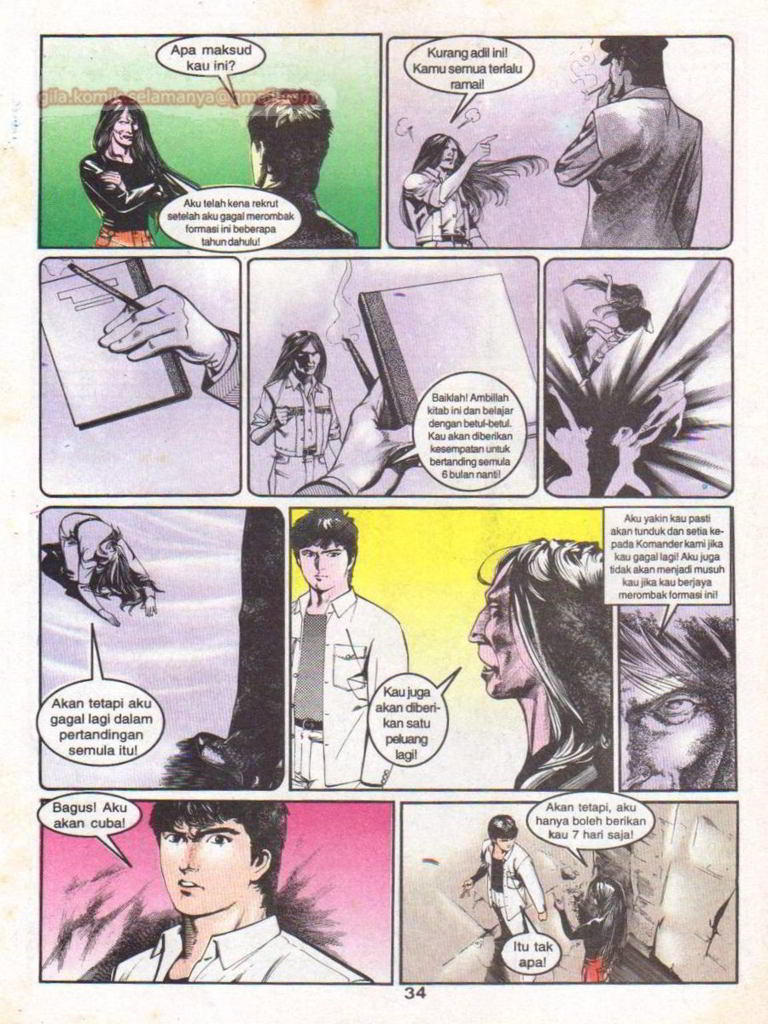 Apa maksud
kau ini?
gila.komik.selamanya@gmail.com
Aku telah kena rekrut
setelah aku gagal merombak
formasi ini beberapa
tahun dahulu!
Kurang adil ini!
Kamu semua terlalu
ramai!
Baiklah! Ambillah
kitab ini dan belajar
dengan betul-betul.
Kau akan diberikan
kesempatan untuk
bertanding semula
6 bulan nanti!
Akan tetapi aku
gagal lagi dalam
pertandingan
semula itu!
Kau juga
akan diberi-
kan satu
peluang
lagi!
Aku yakin kau pasti
akan tunduk dan setia ke-
pada Komander kami jika
kau gagal lagi! Aku juga
tidak akan menjadi musuh
kau jika kau berjaya
merombak formasi ini!
Bagus! Aku
akan cuba!
Akan tetapi, aku
hanya boleh berikan
kau 7 hari saja!
Itu tak
apa!
34